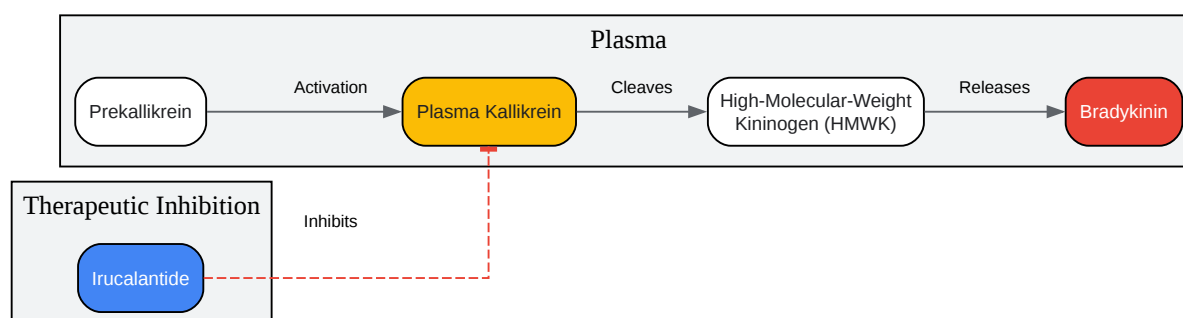 Plasma
Prekallikrein
Activation
Plasma Kallikrein
Cleaves
High-Molecular-Weight
Kininogen (HMWK)
Releases
Bradykinin
Therapeutic Inhibition
Inhibits
Irucalantide